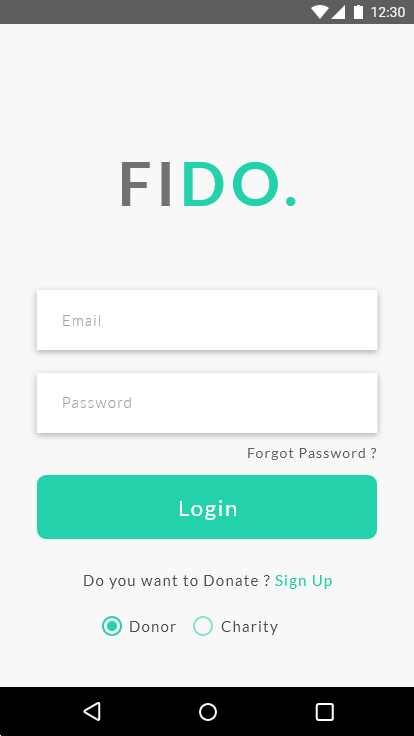 12:30
FIDO.
Email
Password
Forgot Password ?
Login
Do you want to Donate ? Sign Up
Donor Charity